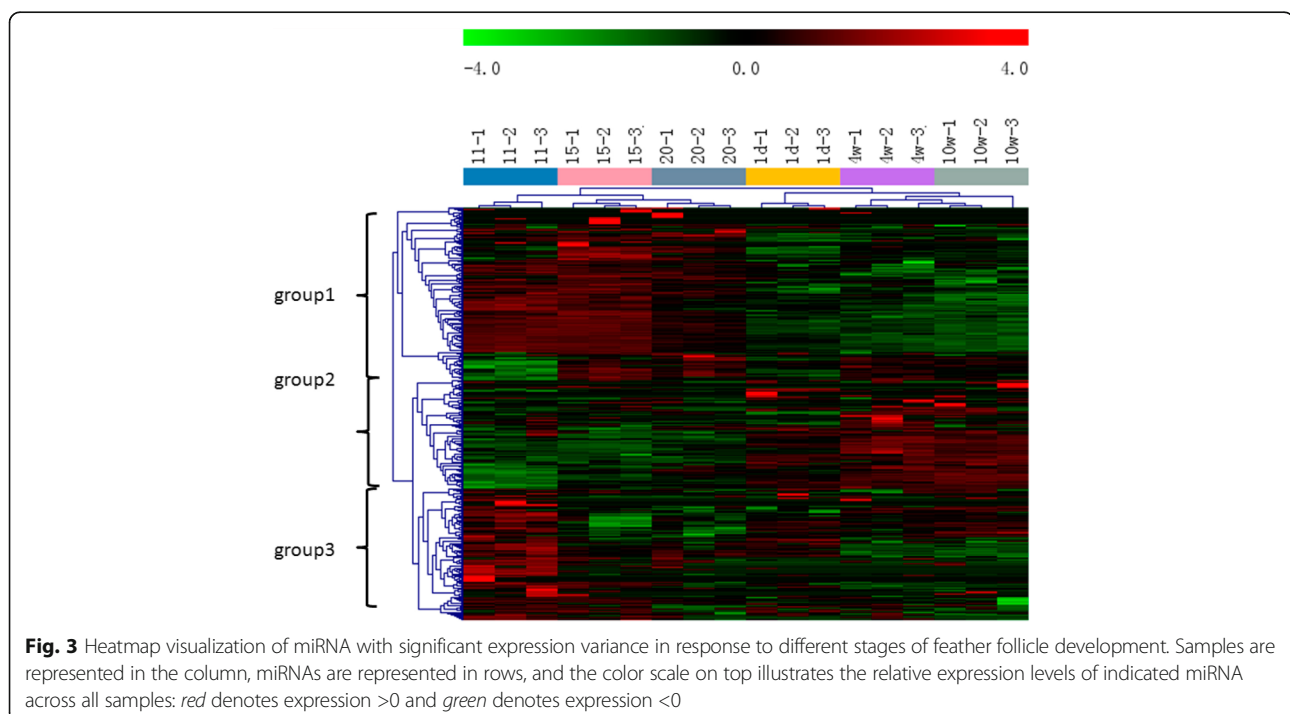 -4.0 0.0 4.0
11-1 11-2 11-3 15-1 15-2 15-3. 20-1 20-2 20-3 1d-1 1d-2 1d-3 4w-1 4w-2 4w-3. 10w-1 10w-2 10w-3
group1
group2
group3
Fig. 3 Heatmap visualization of miRNA with significant expression variance in response to different stages of feather follicle development. Samples are
represented in the column, miRNAs are represented in rows, and the color scale on top illustrates the relative expression levels of indicated miRNA
across all samples: red denotes expression >0 and green denotes expression <0